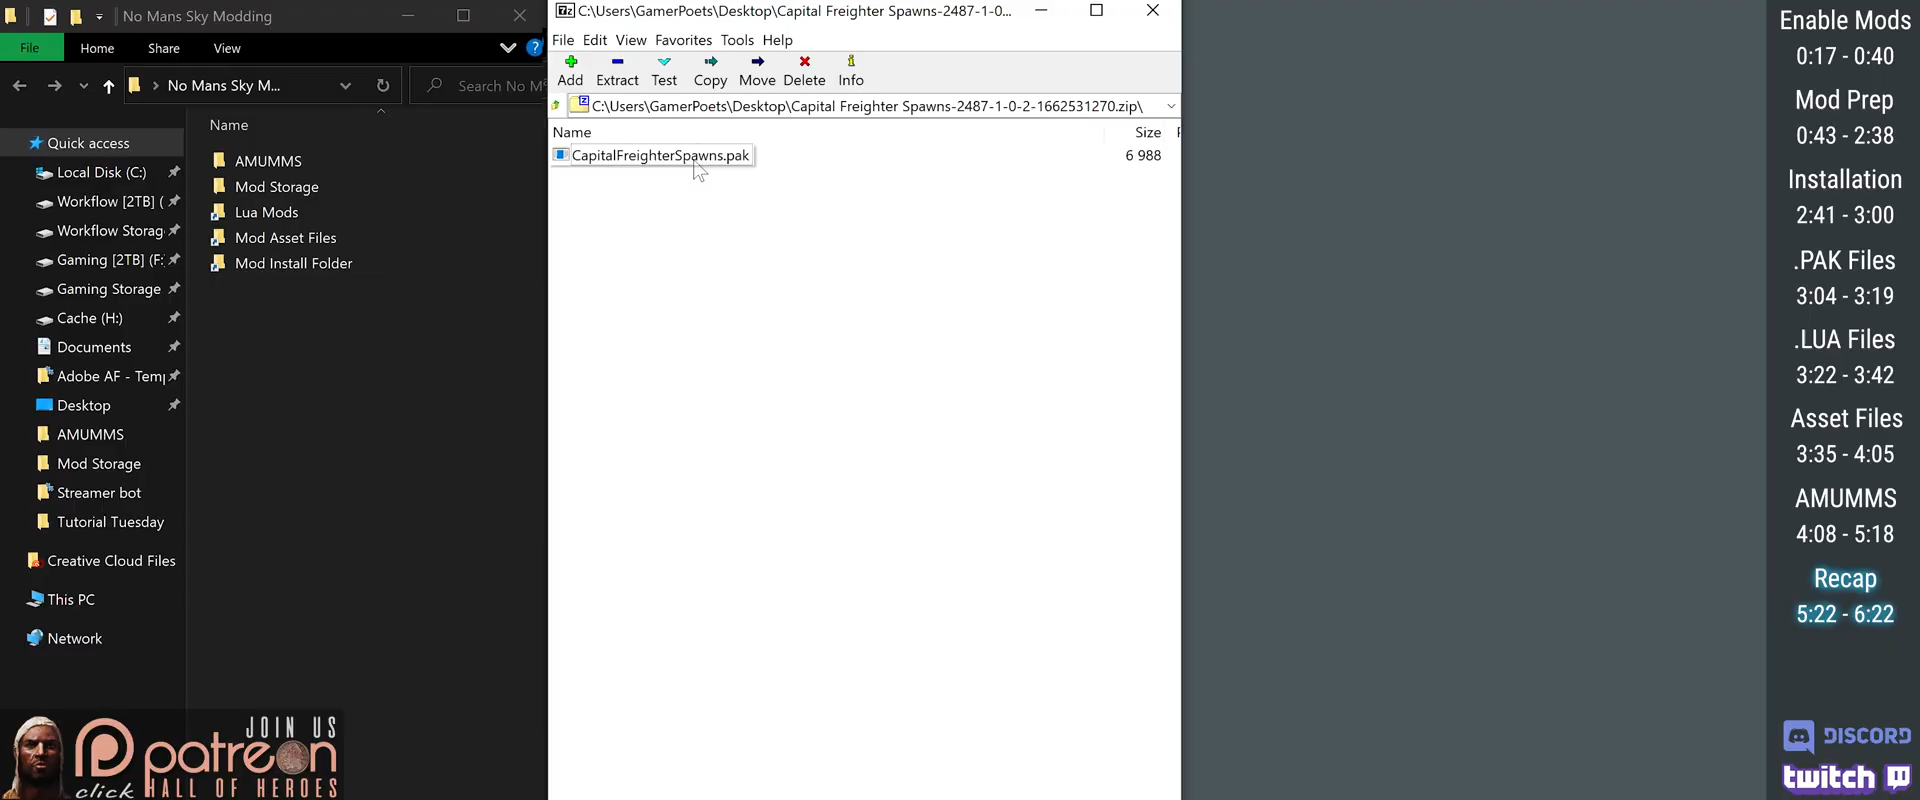 No Mans Sky Modding
File Home Share View
No Mans Sky M...
Search No M
Name
Quick access
Local Disk (C:)
Workflow [2TB] (
Workflow Storag
Gaming [2TB] (F:
Gaming Storage
Cache (H:)
Documents
Adobe AF - Temp
Desktop
AMUMMS
Mod Storage
Streamer bot
Tutorial Tuesday
Creative Cloud Files
This PC
Network
AMUMMS
Mod Storage
Lua Mods
Mod Asset Files
Mod Install Folder
JOIN US
patreon
click HALL OF HEROES
7z C:\Users\GamerPoets\Desktop\Capital Freighter Spawns-2487-1-0...
File Edit View Favorites Tools Help
Add Extract Test Copy Move Delete Info
C:\Users\GamerPoets\Desktop\Capital Freighter Spawns-2487-1-0-2-1662531270.zip\
Name Size
CapitalFreighterSpawns.pak 6 988
Enable Mods
0:17 - 0:40
Mod Prep
0:43 - 2:38
Installation
2:41 - 3:00
.PAK Files
3:04 - 3:19
.LUA Files
3:22 - 3:42
Asset Files
3:35 - 4:05
AMUMMS
4:08 - 5:18
Recap
5:22 - 6:22
DISCORD
twitch